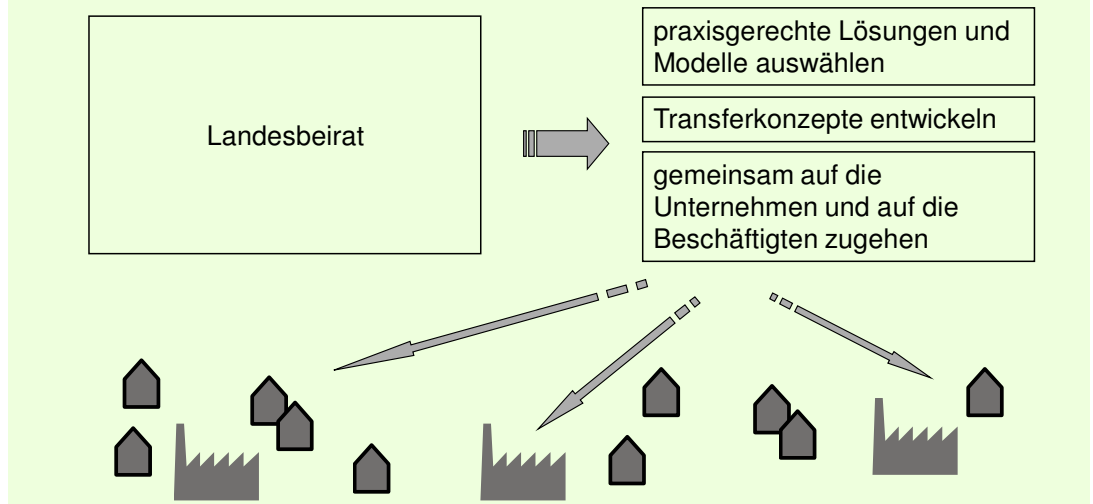 Landesbeirat
praxisgerechte Lösungen und
Modelle auswählen
Transferkonzepte entwickeln
gemeinsam auf die
Unternehmen und auf die
Beschäftigten zugehen